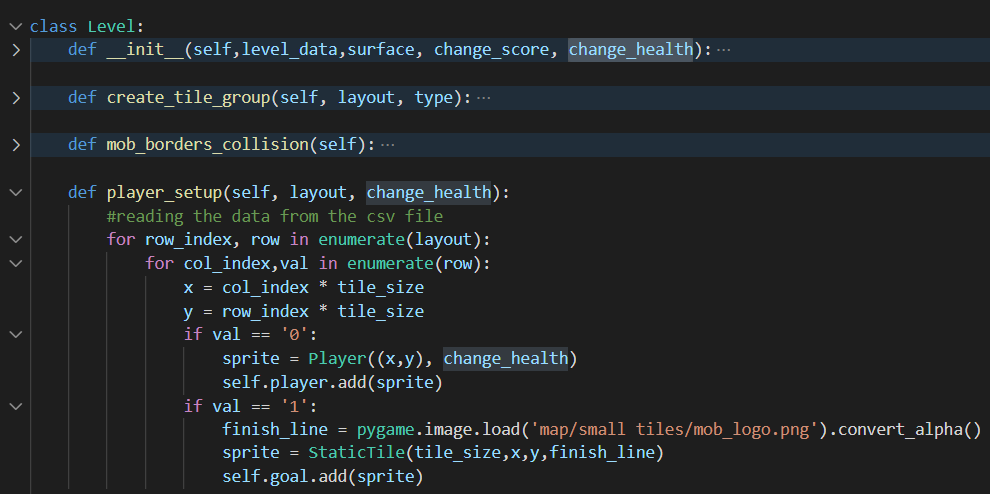 class Level:
    def __init__(self,level_data,surface, change_score, change_health):···
    def create_tile_group(self, layout, type):···
    def mob_borders_collision(self):···
    def player_setup(self, layout, change_health):
        #reading the data from the csv file
        for row_index, row in enumerate(layout):
            for col_index,val in enumerate(row):
                x = col_index * tile_size
                y = row_index * tile_size
                if val == '0':
                    sprite = Player((x,y), change_health)
                    self.player.add(sprite)
                if val == '1':
                    finish_line = pygame.image.load('map/small tiles/mob_logo.png').convert_alpha()
                    sprite = StaticTile(tile_size,x,y,finish_line)
                    self.goal.add(sprite)